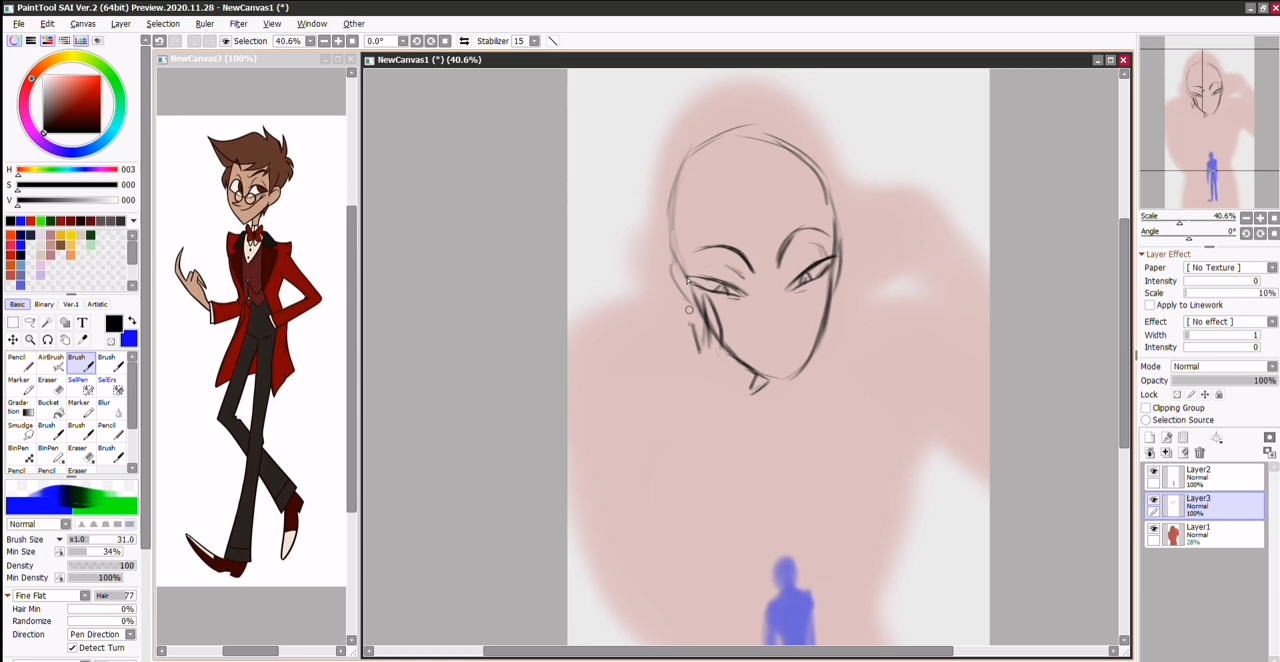 PaintTool SAI Ver.2 (64bit) Preview.2020.11.28 - NewCanvas1 (*)
File Edit Canvas Layer Selection Ruler Filter View Window Other
Selection 40.6% 0.0° Stabilizer 15
NewCanvas3 (100%)
NewCanvas1 (*) (40.6%)
H 003
S 000
V 000
Basic Binary Ver.1 Artistic
T
Pencil AirBrush Brush Brush
Marker Eraser SelPen SelErs
Grada-tion Bucket Marker Blur
Smudge Brush Brush Pencil
BinPen BinPen Eraser Brush
Pencil Pencil Eraser
Normal
Brush Size x1.0 31.0
Min Size 34%
Density 100
Min Density 100%
Fine Flat Hair 77
Hair Min 0%
Randomize 0%
Direction Pen Direction
Detect Turn
Scale 40.6%
Angle 0°
Layer Effect
Paper [ No Texture ]
Intensity 0
Scale 10%
Apply to Linework
Effect [ No effect ]
Width 1
Intensity 0
Mode Normal
Opacity 100%
Lock
Clipping Group
Selection Source
Layer2
Normal
100%
Layer3
Normal
100%
Layer1
Normal
28%